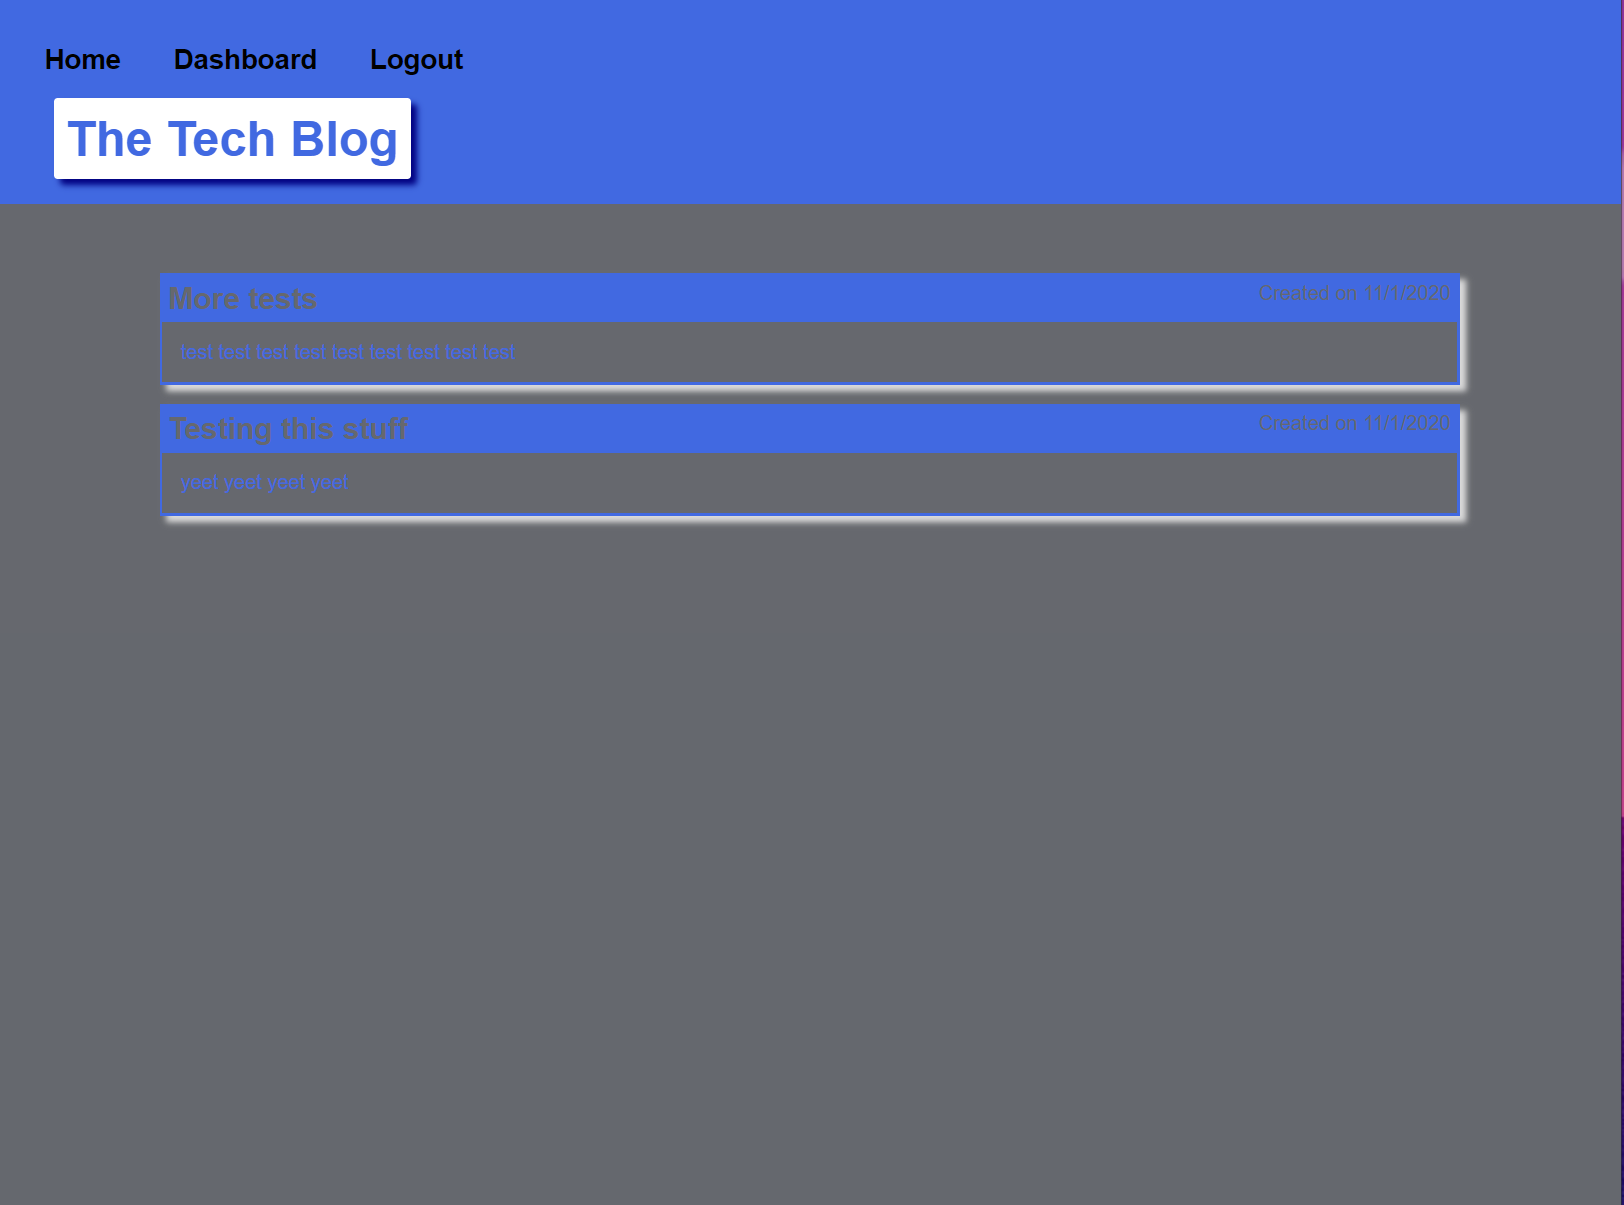 Home Dashboard Logout
The Tech Blog
More tests Created on 11/1/2020
test test test test test test test test test
Testing this stuff Created on 11/1/2020
yeet yeet yeet yeet